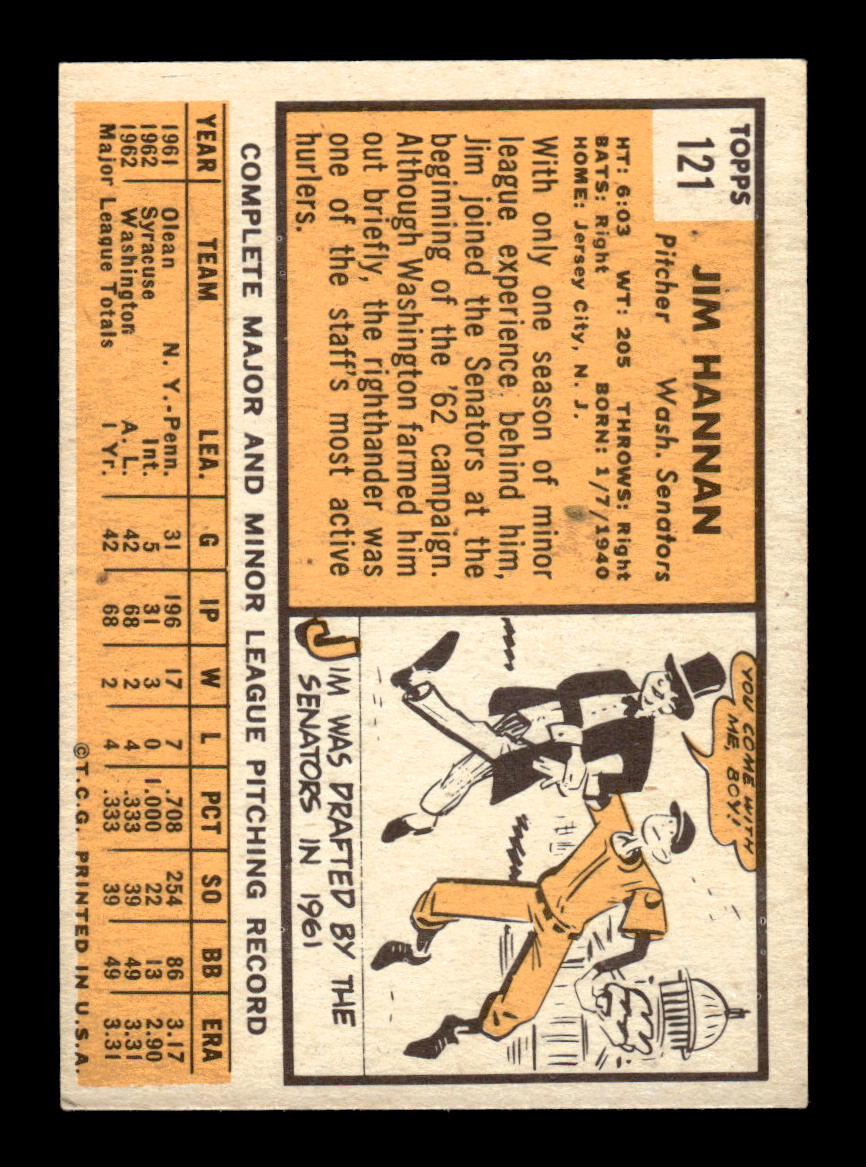 TOPPS
121
JIM HANNAN
Pitcher Wash. Senators
HT: 6:03 WT: 205 THROWS: Right
BATS: Right BORN: 1/7/1940
HOME: Jersey City, N. J.
With only one season of minor
league experience behind him,
Jim joined the Senators at the
beginning of the '62 campaign.
Although Washington farmed him
out briefly, the righthander was
one of the staff's most active
hurlers.
YOU COME WITH
ME, BOY!
JIM WAS DRAFTED BY THE
SENATORS IN 1961
COMPLETE MAJOR AND MINOR LEAGUE PITCHING RECORD
YEAR TEAM LEA. G IP W L PCT SO BB ERA
1961 Olean N. Y.-Penn. 31 196 17 7 .708 254 86 3.17
1962 Syracuse Int. 5 31 3 0 1.000 22 13 2.90
1962 Washington A. L. 42 68 2 4 .333 39 49 3.31
Major League Totals 1 Yr. 42 68 2 4 .333 39 49 3.31
©T.C.G. PRINTED IN U.S.A.